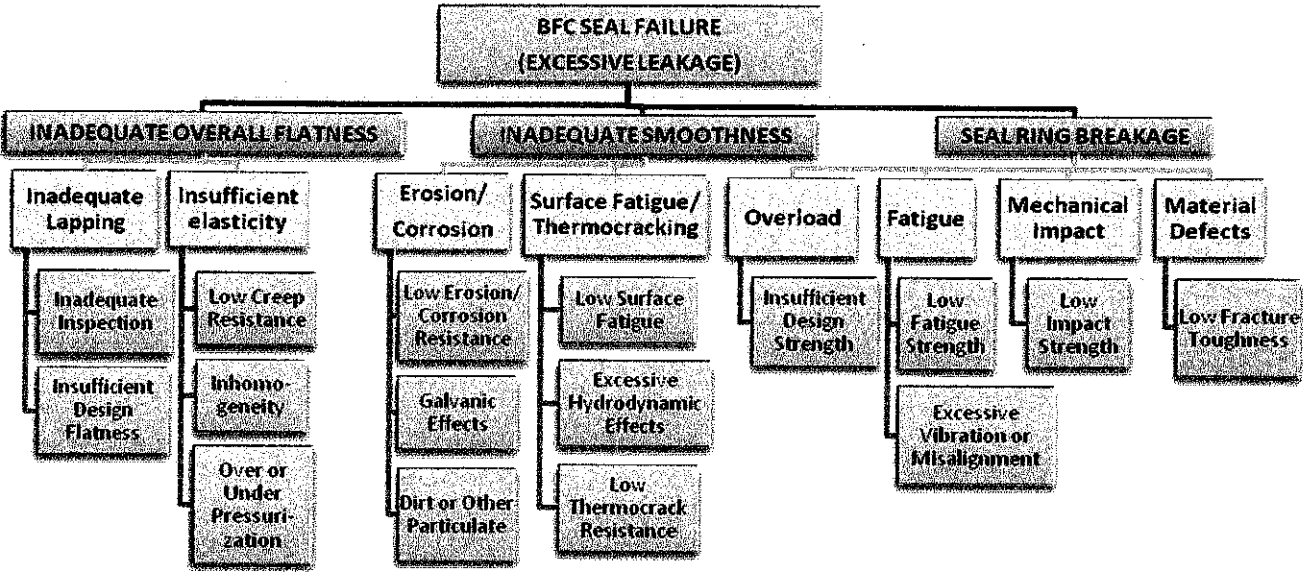 BFC SEAL FAILURE
(EXCESSIVE LEAKAGE)
INADEQUATE OVERALL FLATNESS
INADEQUATE SMOOTHNESS
SEAL RING BREAKAGE
Inadequate
Lapping
Inadequate
Inspection
Insufficient
Design
Flatness
Insufficient
elasticity
Low Creep
Resistance
Inhomo-
geneity
Over or
Under
Pressuri-
zation
Erosion/
Corrosion
Low Erosion/
Corrosion
Resistance
Galvanic
Effects
Dirt or Other
Particulate
Surface Fatigue/
Thermocracking
Low Surface
Fatigue
Excessive
Hydrodynamic
Effects
Low
Thermocrack
Resistance
Overload
Insufficient
Design
Strength
Fatigue
Low
Fatigue
Strength
Excessive
Vibration or
Misalignment
Mechanical
Impact
Low
Impact
Strength
Material
Defects
Low Fracture
Toughness